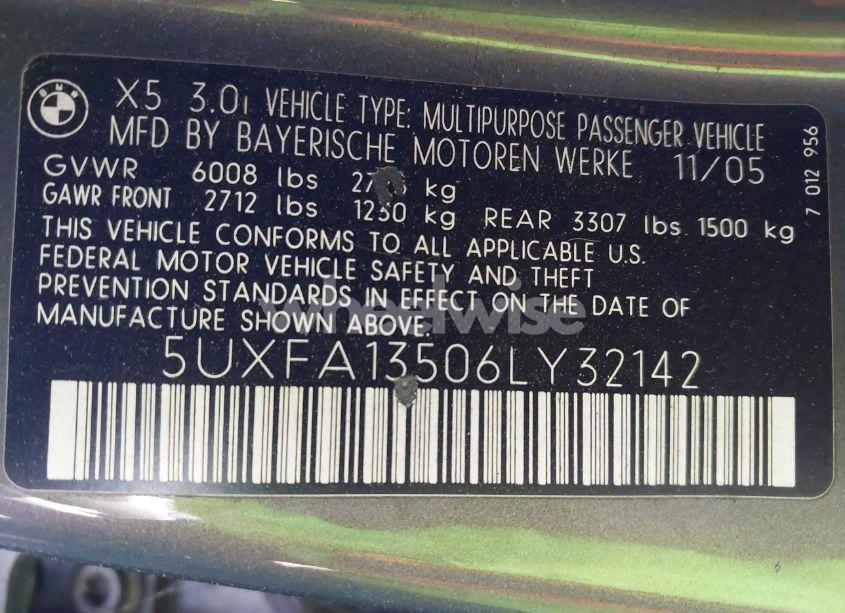 X5 3.0i VEHICLE TYPE: MULTIPURPOSE PASSENGER VEHICLE
MFD BY BAYERISCHE MOTOREN WERKE 11/05
GVWR 6008 lbs kg
GAWR FRONT 2712 lbs 1230 kg REAR 3307 lbs 1500 kg
THIS VEHICLE CONFORMS TO ALL APPLICABLE U.S.
FEDERAL MOTOR VEHICLE SAFETY AND THEFT
PREVENTION STANDARDS IN EFFECT ON THE DATE OF
MANUFACTURE SHOWN ABOVE.
5UXFA13506LY32142
7 012 956
wheelwise
BMW